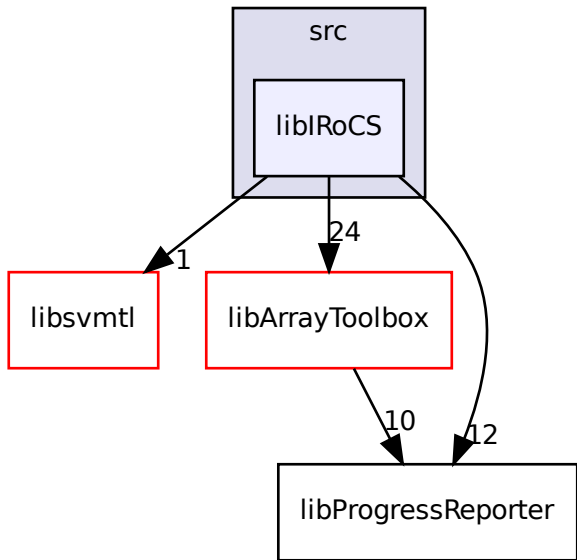 src
libIRoCS
24
1
libsvmtl
libArrayToolbox
10
12
libProgressReporter